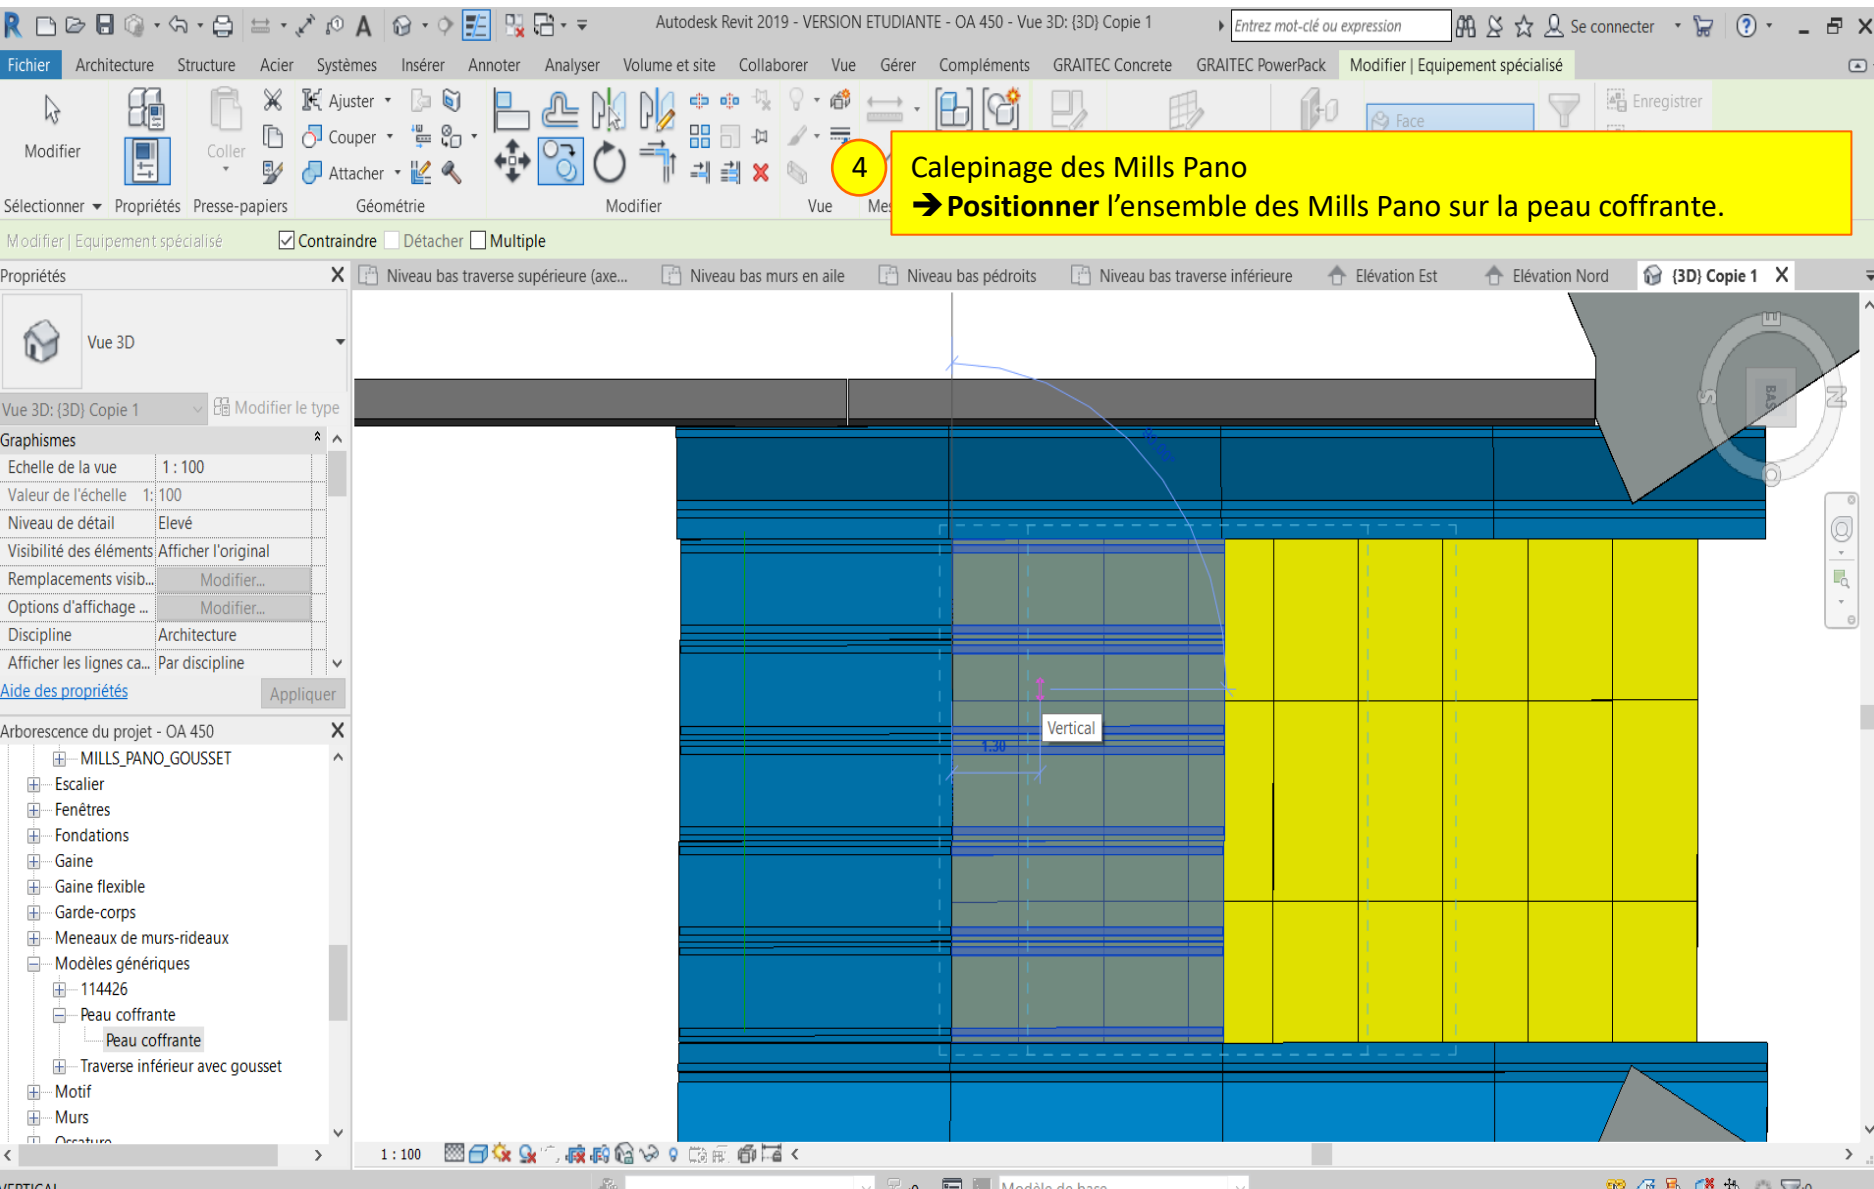 Autodesk Revit 2019 - VERSION ETUDIANTE - OA 450 - Vue 3D: {3D} Copie 1
Entrez mot-clé ou expression
Se connecter
Fichier Architecture Structure Acier Systèmes Insérer Annoter Analyser Volume et site Collaborer Vue Gérer Compléments GRAITEC Concrete GRAITEC PowerPack Modifier | Equipement spécialisé
Modifier
Coller
Ajuster
Couper
Attacher
Face
Enregistrer
Sélectionner Propriétés Presse-papiers Géométrie Modifier Vue
4
Calepinage des Mills Pano
➔ Positionner l'ensemble des Mills Pano sur la peau coffrante.
Modifier | Equipement spécialisé Contraindre Détacher Multiple
Propriétés X
Niveau bas traverse supérieure (axe... Niveau bas murs en aile Niveau bas pédroits Niveau bas traverse inférieure Elévation Est Elévation Nord {3D} Copie 1 X
Vue 3D
Vue 3D: {3D} Copie 1 Modifier le type
Graphismes
Echelle de la vue 1 : 100
Valeur de l'échelle 1: 100
Niveau de détail Elevé
Visibilité des éléments Afficher l'original
Remplacements visib... Modifier...
Options d'affichage ... Modifier...
Discipline Architecture
Afficher les lignes ca... Par discipline
Aide des propriétés Appliquer
Arborescence du projet - OA 450 X
MILLS_PANO_GOUSSET
Escalier
Fenêtres
Fondations
Gaine
Gaine flexible
Garde-corps
Meneaux de murs-rideaux
Modèles génériques
114426
Peau coffrante
Peau coffrante
Traverse inférieur avec gousset
Motif
Murs
Ossature
Vertical
1.30
BAS
1 : 100
VERTICAL
Modèle de base